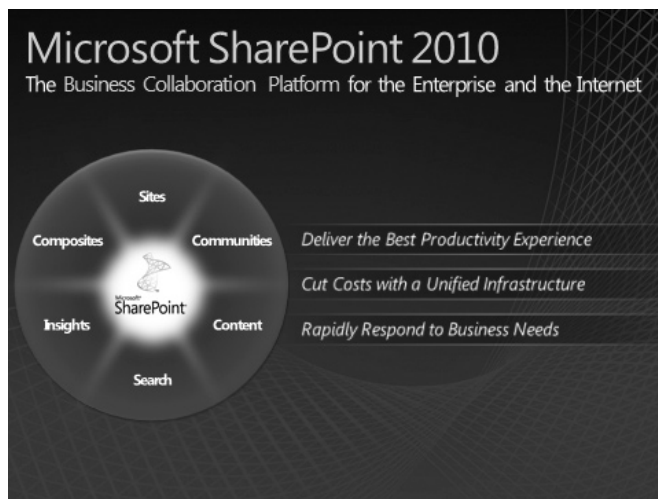 Microsoft SharePoint 2010
The Business Collaboration Platform for the Enterprise and the Internet
Sites
Composites
Communities
Microsoft
SharePoint
Insights
Content
Search
Deliver the Best Productivity Experience
Cut Costs with a Unified Infrastructure
Rapidly Respond to Business Needs